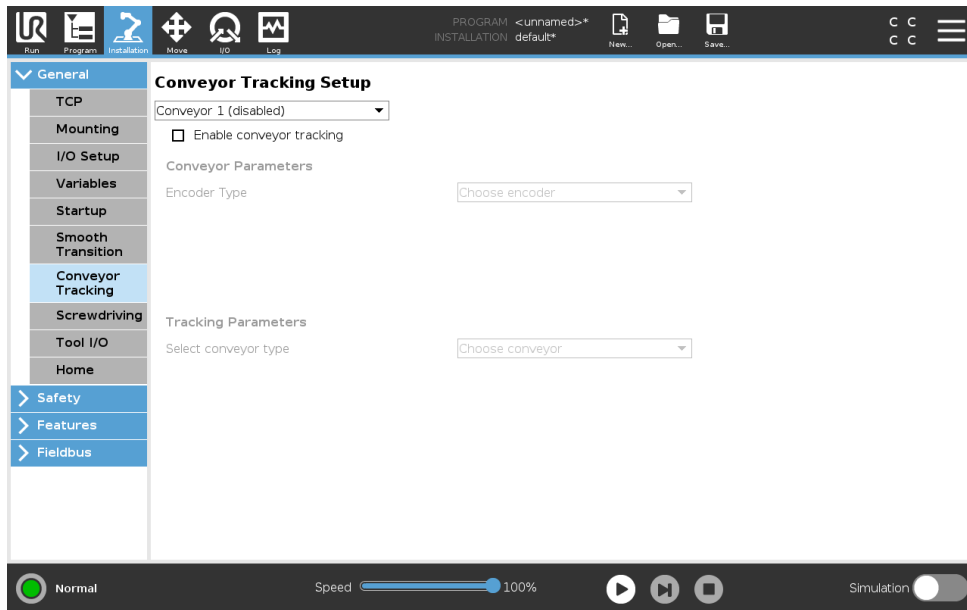 UR
Run
Program
Installation
Move
I/O
Log
PROGRAM <unnamed>*
INSTALLATION default*
New...
Open...
Save...
C C
C C
General
TCP
Mounting
I/O Setup
Variables
Startup
Smooth
Transition
Conveyor
Tracking
Screwdriving
Tool I/O
Home
Safety
Features
Fieldbus
Conveyor Tracking Setup
Conveyor 1 (disabled)
Enable conveyor tracking
Conveyor Parameters
Encoder Type
Choose encoder
Tracking Parameters
Select conveyor type
Choose conveyor
Normal
Speed
100%
Simulation